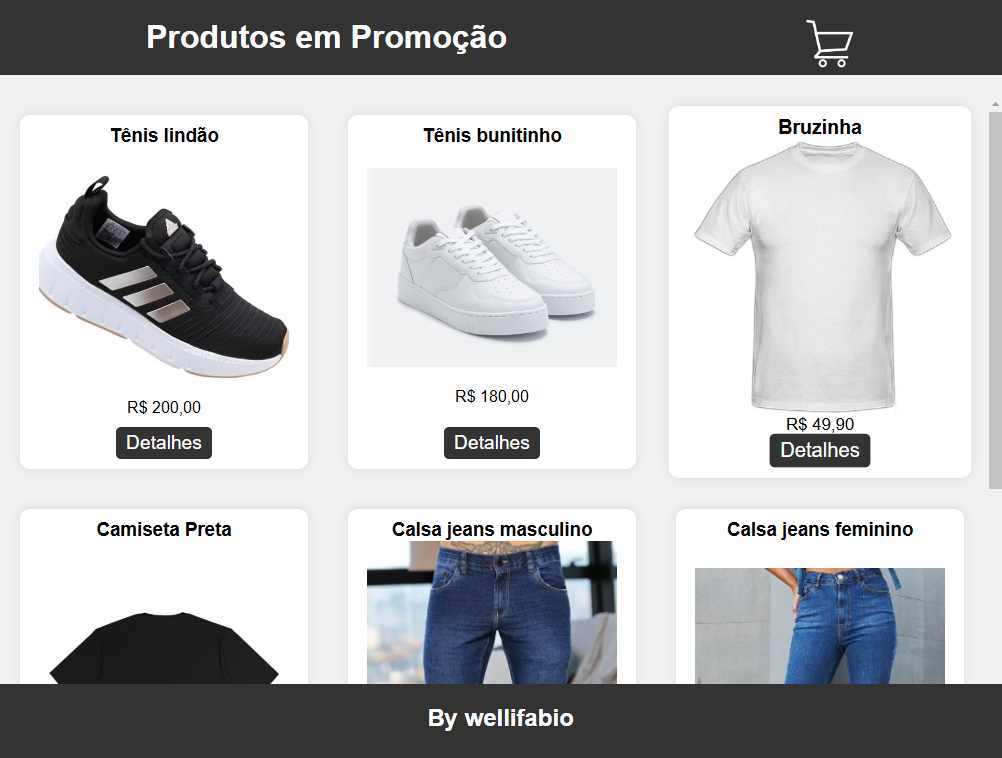 Produtos em Promoção
Tênis lindão
R$ 200,00
Detalhes
Tênis bunitinho
R$ 180,00
Detalhes
Bruzinha
R$ 49,90
Detalhes
Camiseta Preta
Calsa jeans masculino
Calsa jeans feminino
By wellifabio